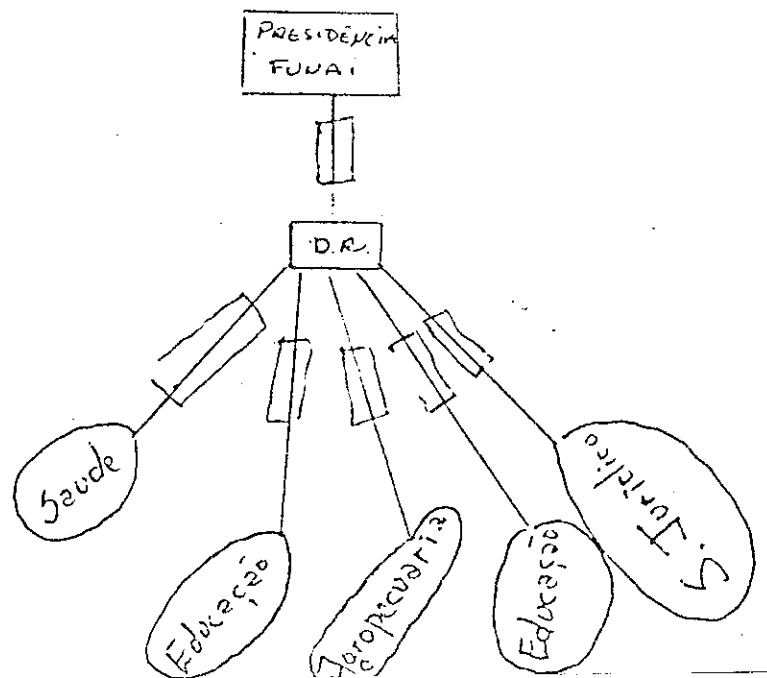 PRESIDÊNCIA
FUNAI
D.R.
Saude
Educação
Agropecuaria
Educação
S. Juridico